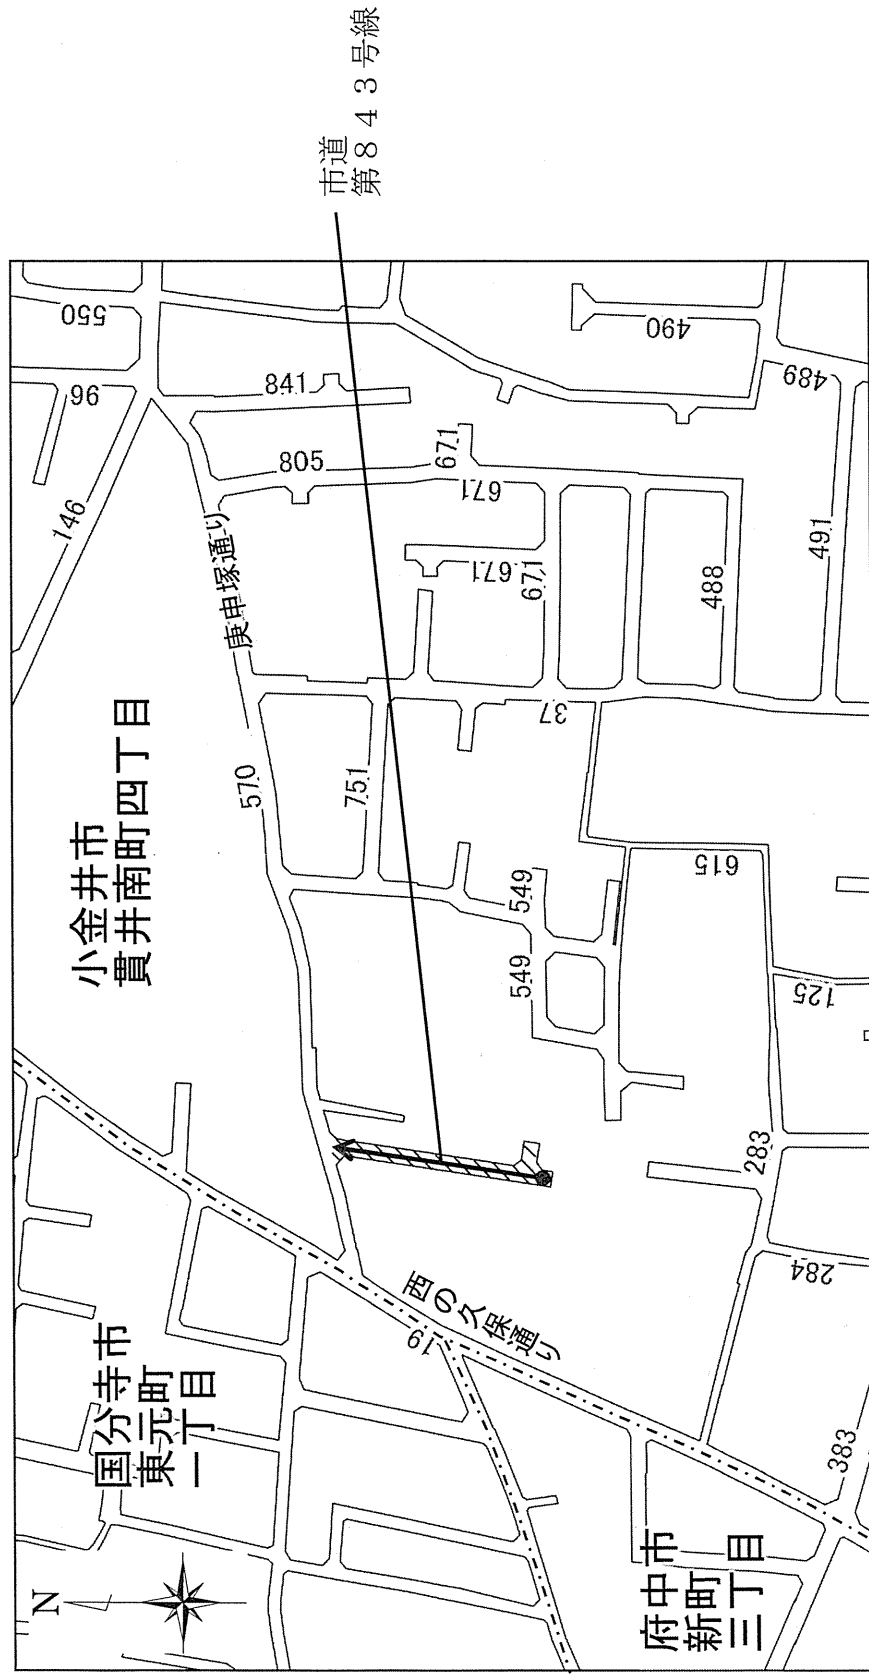 N
国分寺市
東元町
一丁目
小金井市
貫井南町四丁目
府中市
新町
三丁目
市道
第８４３号線
庚申塚通り
西の久保通り
146
96
550
570
805
841
751
671
671
671
671
37
549
549
488
490
489
491
615
125
283
284
383
19